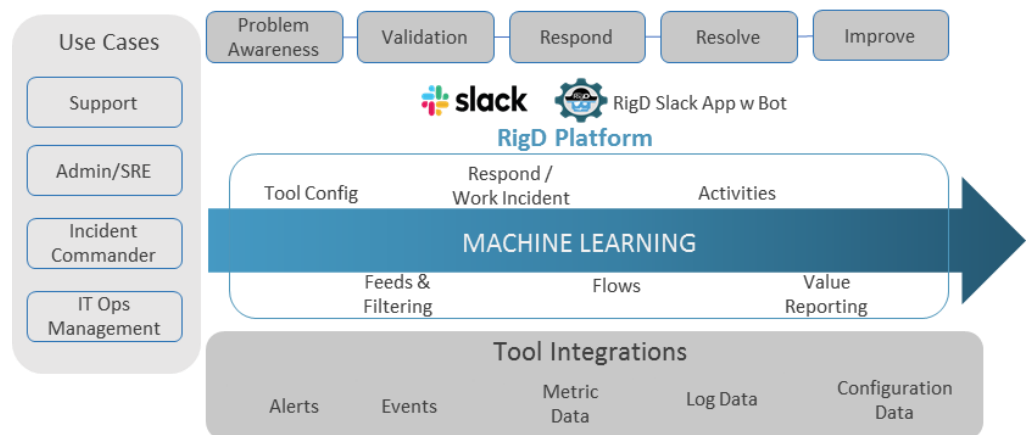 Use Cases
Support
Admin/SRE
Incident
Commander
IT Ops
Management
Problem
Awareness
Validation
Respond
Resolve
Improve
slack
RigD
RigD Slack App w Bot
RigD Platform
Tool Config
Respond /
Work Incident
Activities
MACHINE LEARNING
Feeds &
Filtering
Flows
Value
Reporting
Tool Integrations
Alerts
Events
Metric
Data
Log Data
Configuration
Data